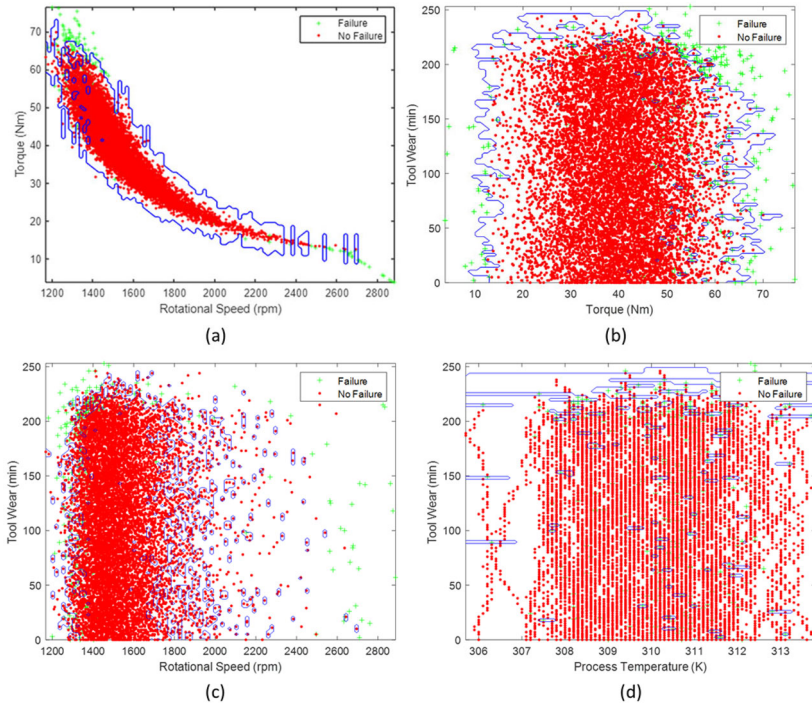 Failure
No Failure
70
60
50
40
30
20
10
1200 1400 1600 1800 2000 2200 2400 2600 2800
Torque (Nm)
Rotational Speed (rpm)
(a)
Failure
No Failure
250
200
150
100
50
0
10 20 30 40 50 60 70
Tool Wear (min)
Torque (Nm)
(b)
Failure
No Failure
250
200
150
100
50
0
1200 1400 1600 1800 2000 2200 2400 2600 2800
Tool Wear (min)
Rotational Speed (rpm)
(c)
Failure
No Failure
250
200
150
100
50
0
306 307 308 309 310 311 312 313
Tool Wear (min)
Process Temperature (K)
(d)